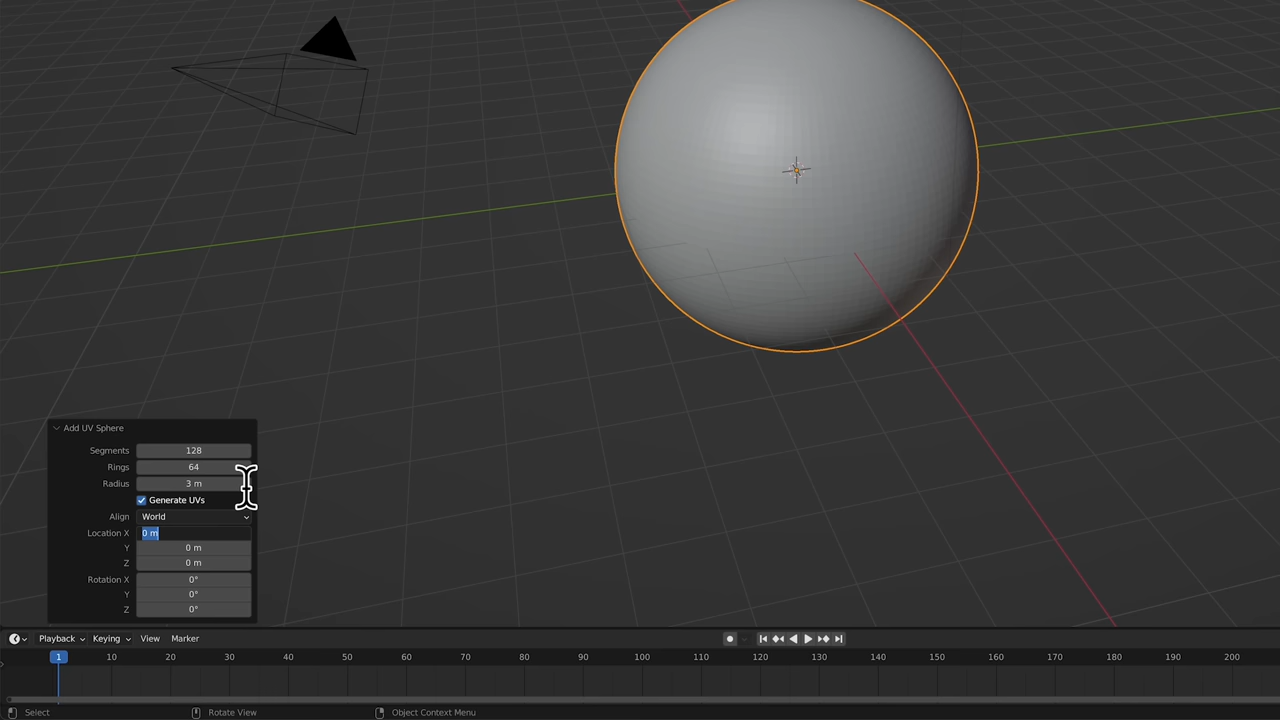 Add UV Sphere
Segments 128
Rings 64
Radius 3 m
Generate UVs
Align World
Location X 0 m
Y 0 m
Z 0 m
Rotation X 0°
Y 0°
Z 0°
Playback Keying View Marker
1 10 20 30 40 50 60 70 80 90 100 110 120 130 140 150 160 170 180 190 200
Select Rotate View Object Context Menu